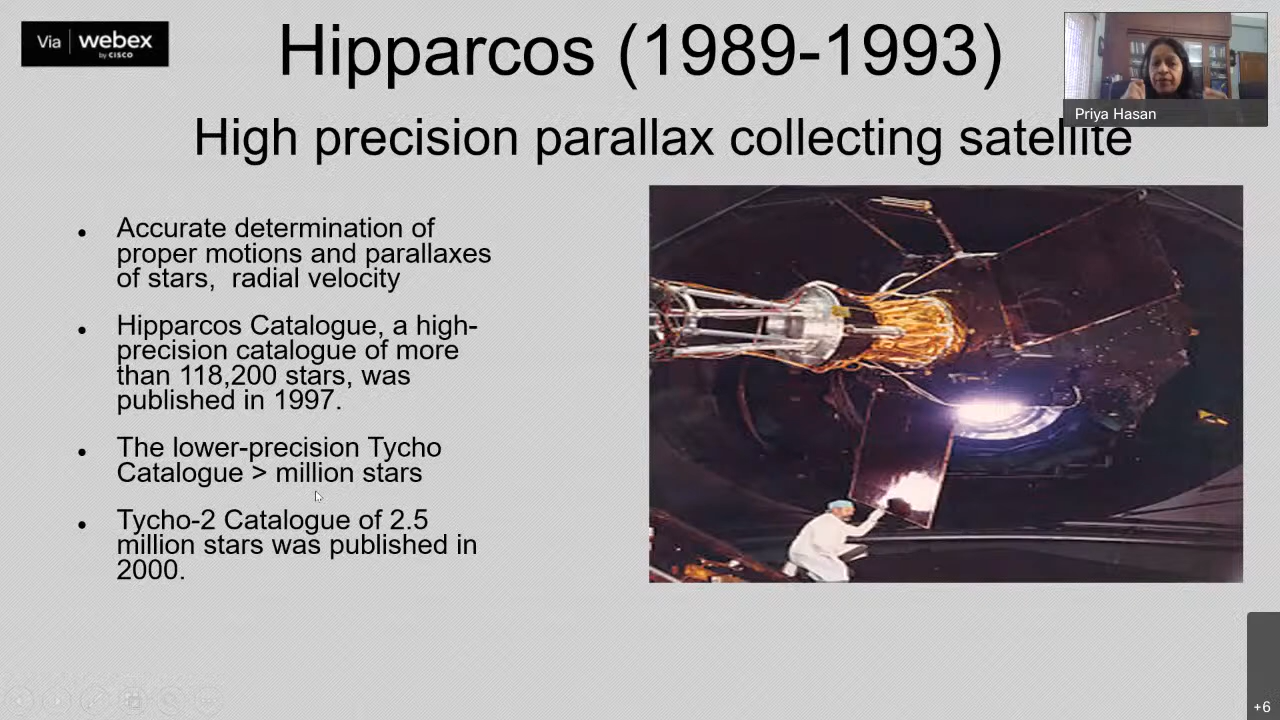 Via | webex
by CISCO
Hipparcos (1989-1993)
Priya Hasan
High precision parallax collecting satellite
• Accurate determination of
proper motions and parallaxes
of stars, radial velocity
• Hipparcos Catalogue, a high-
precision catalogue of more
than 118,200 stars, was
published in 1997.
• The lower-precision Tycho
Catalogue > million stars
• Tycho-2 Catalogue of 2.5
million stars was published in
2000.
+6